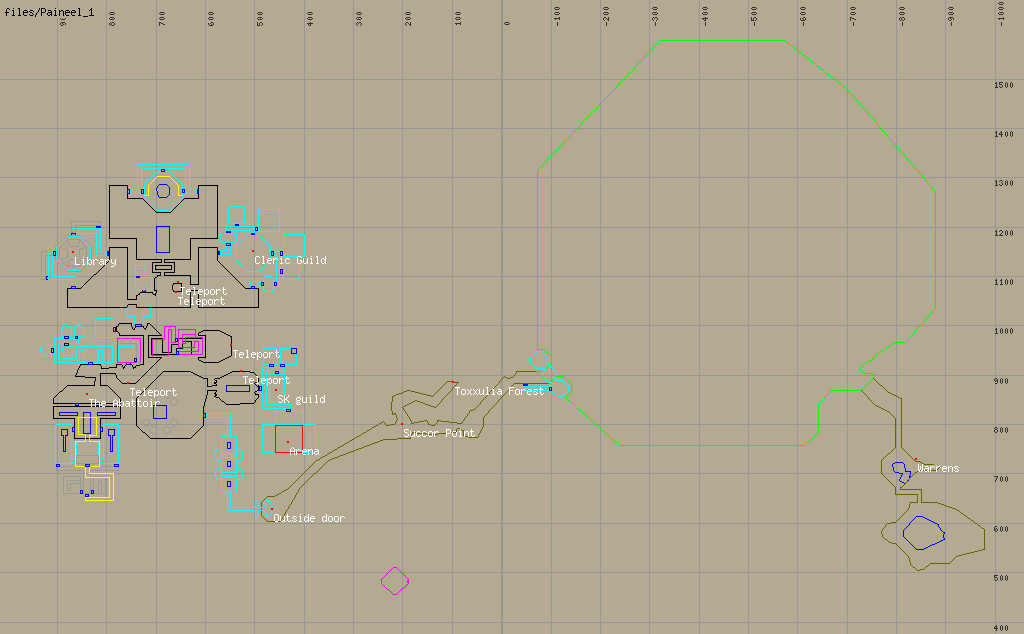 files/Paineel_1
90
800
700
600
500
400
300
200
100
0
-100
-200
-300
-400
-500
-600
-700
-800
-900
-1000
1500
1400
1300
1200
1100
1000
900
800
700
600
500
400
Library
Cleric Guild
Teleport
Teleport
Teleport
Teleport
Teleport
The Abattoir
SK guild
Toxxulia Forest
Succor Point
Arena
Warrens
Outside door